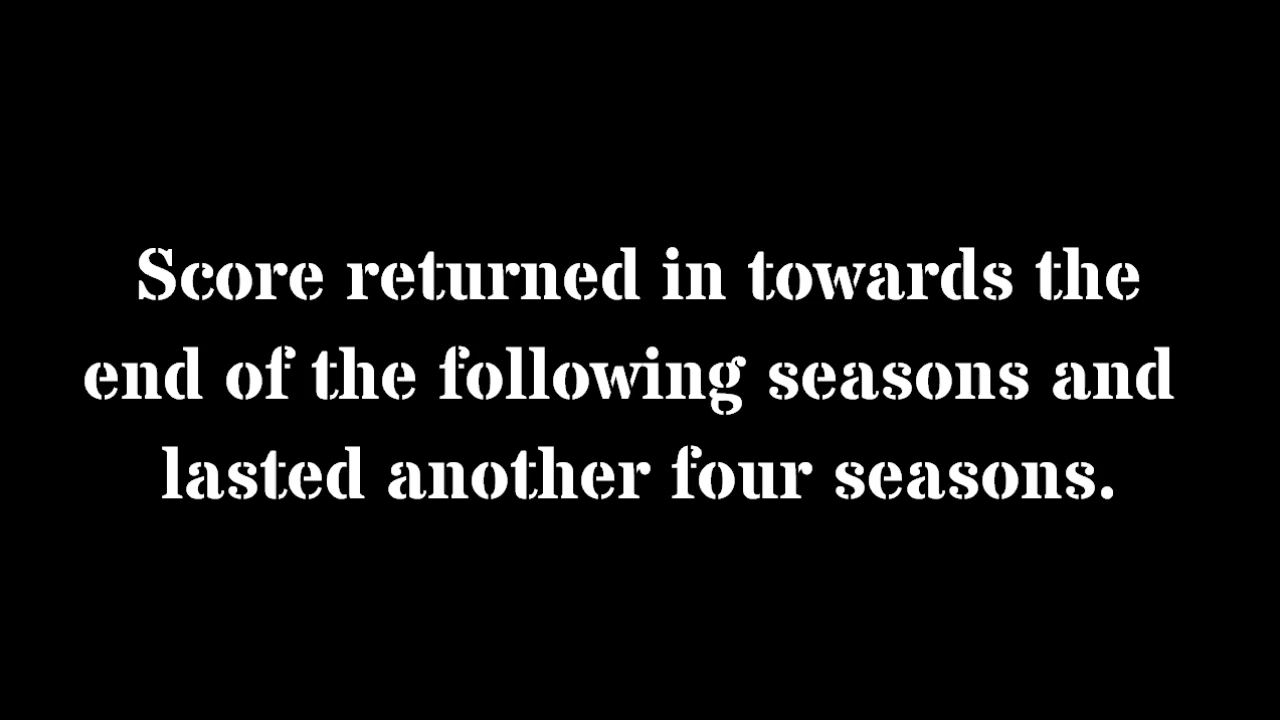 Score returned in towards the
end of the following seasons and
lasted another four seasons.